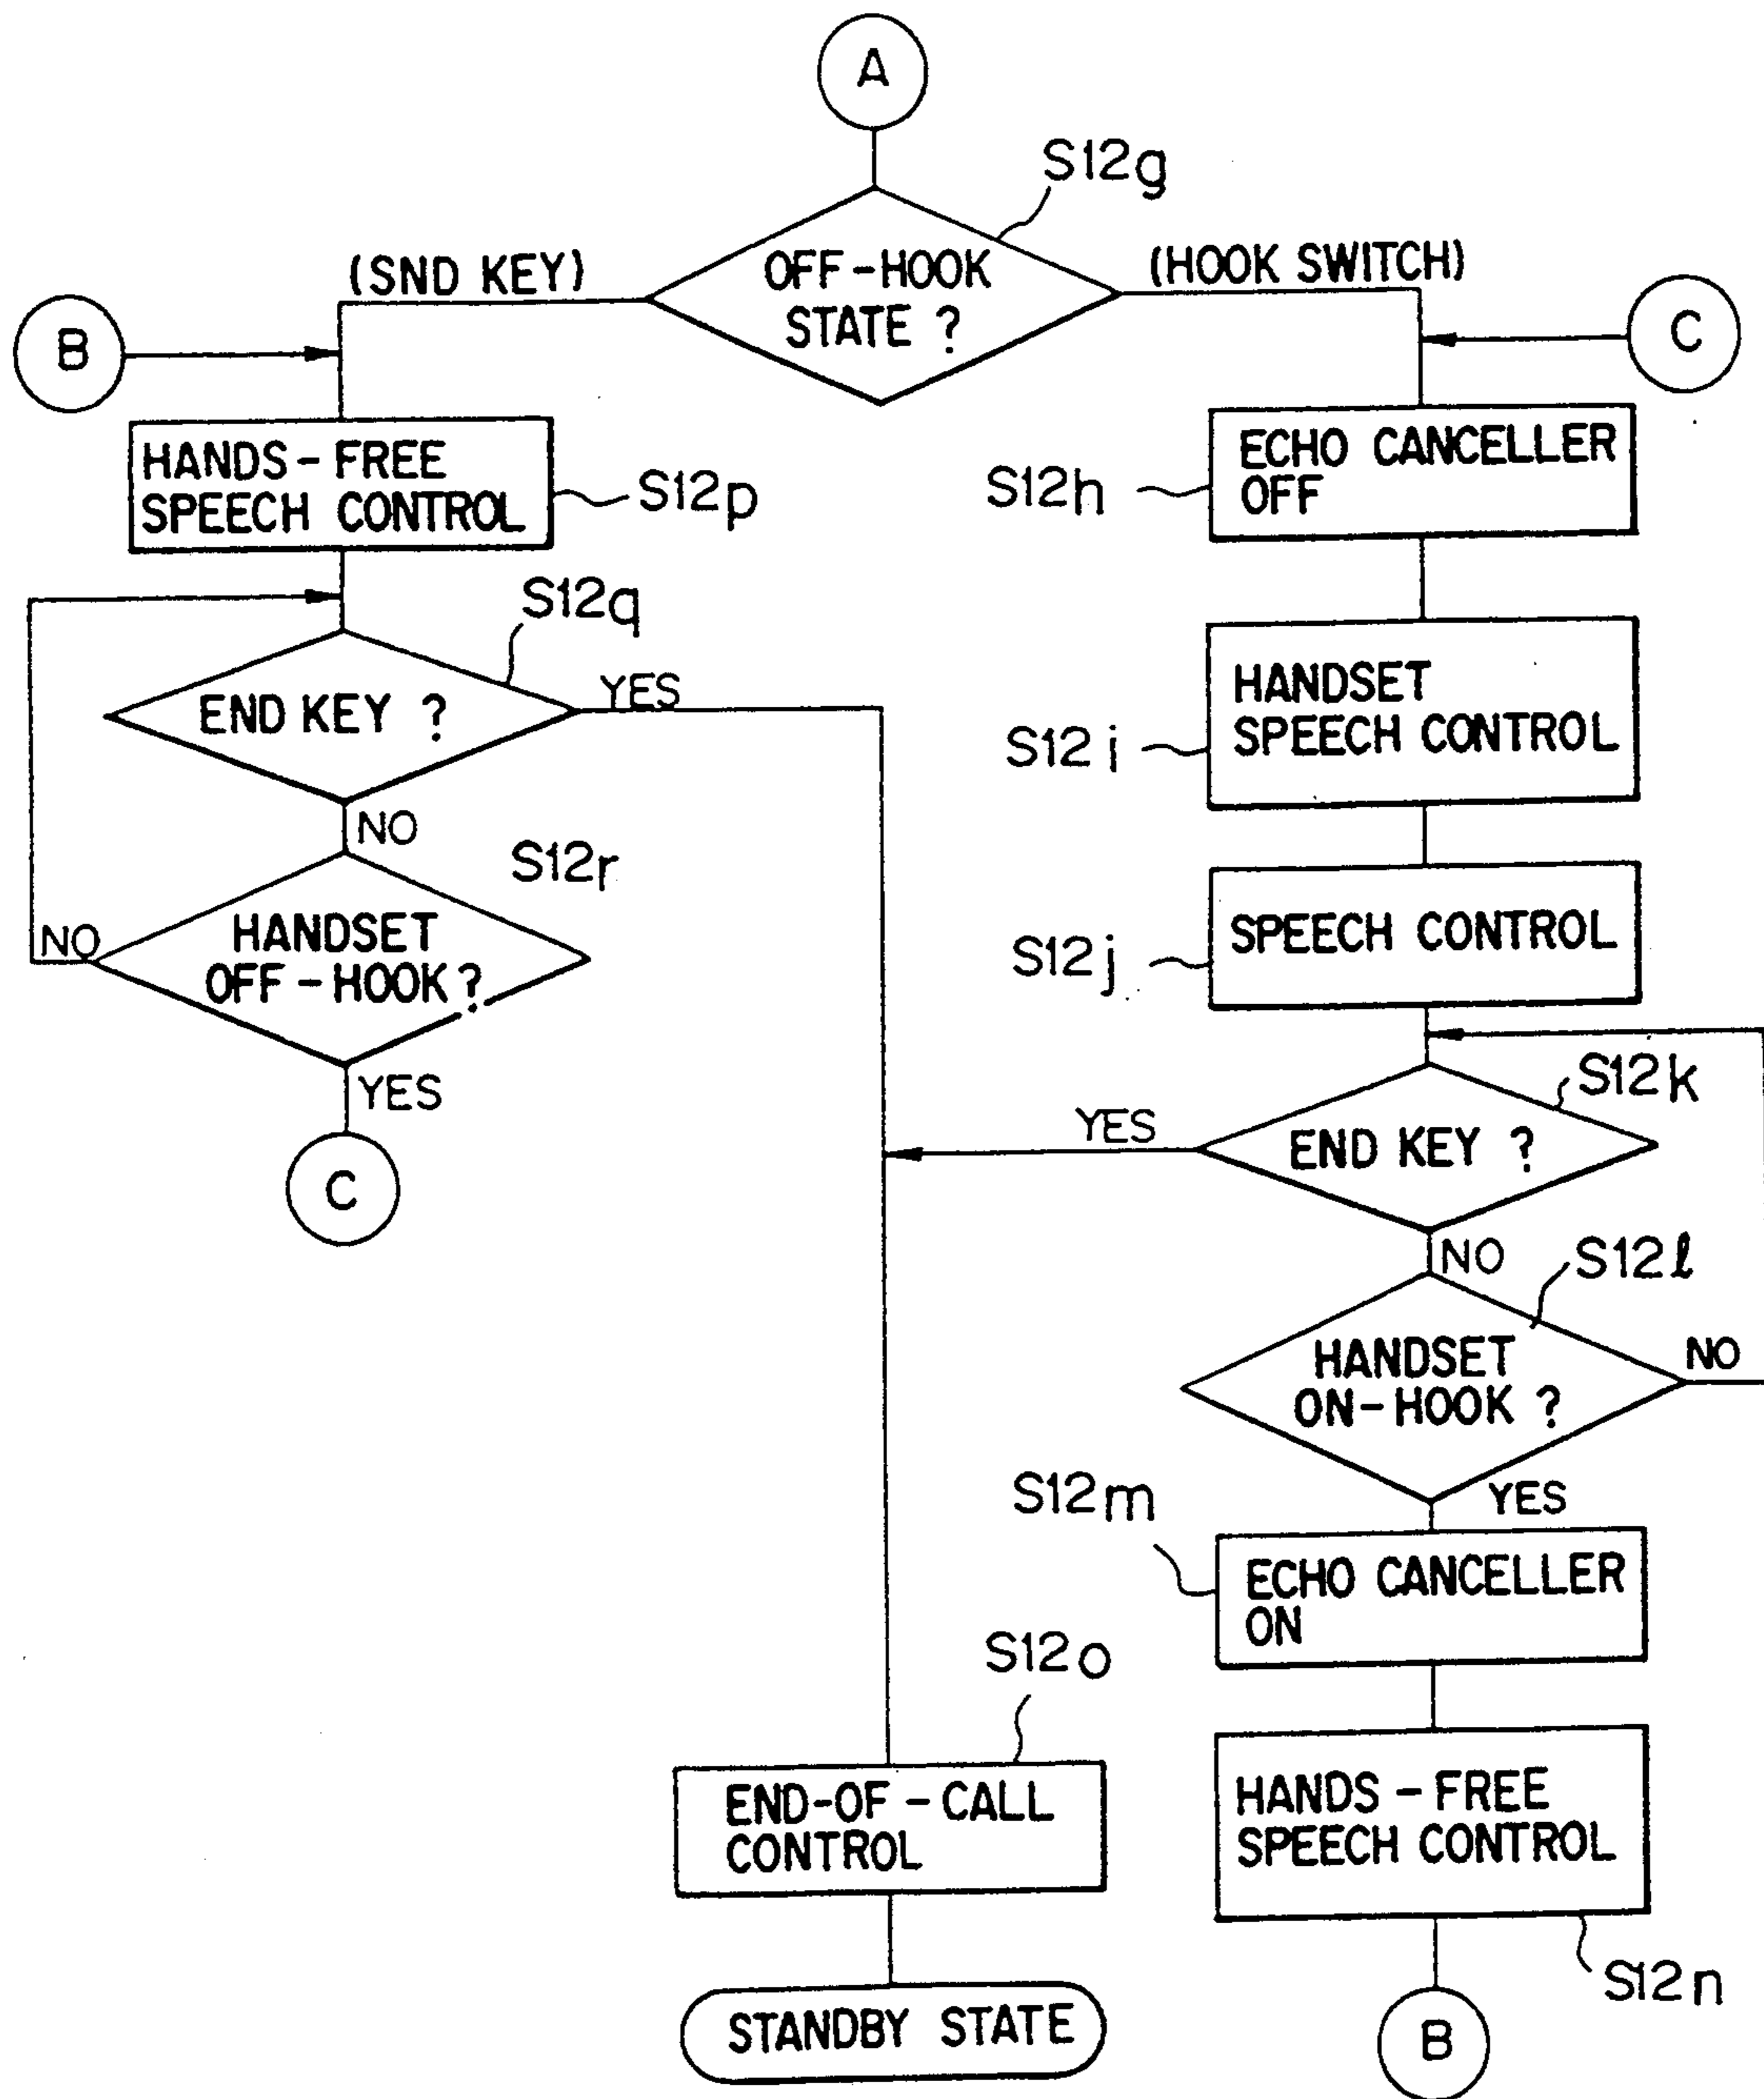 A
S12g
(SND KEY)
OFF-HOOK
STATE ?
(HOOK SWITCH)
B
C
HANDS-FREE
SPEECH CONTROL
S12p
S12h
ECHO CANCELLER
OFF
S12q
END KEY ?
YES
S12i
HANDSET
SPEECH CONTROL
NO
S12r
HANDSET
OFF-HOOK?
NO
YES
C
S12j
SPEECH CONTROL
S12k
END KEY ?
YES
NO
S12ℓ
HANDSET
ON-HOOK ?
NO
YES
S12m
ECHO CANCELLER
ON
S12o
END-OF-CALL
CONTROL
HANDS-FREE
SPEECH CONTROL
S12n
STANDBY STATE
B